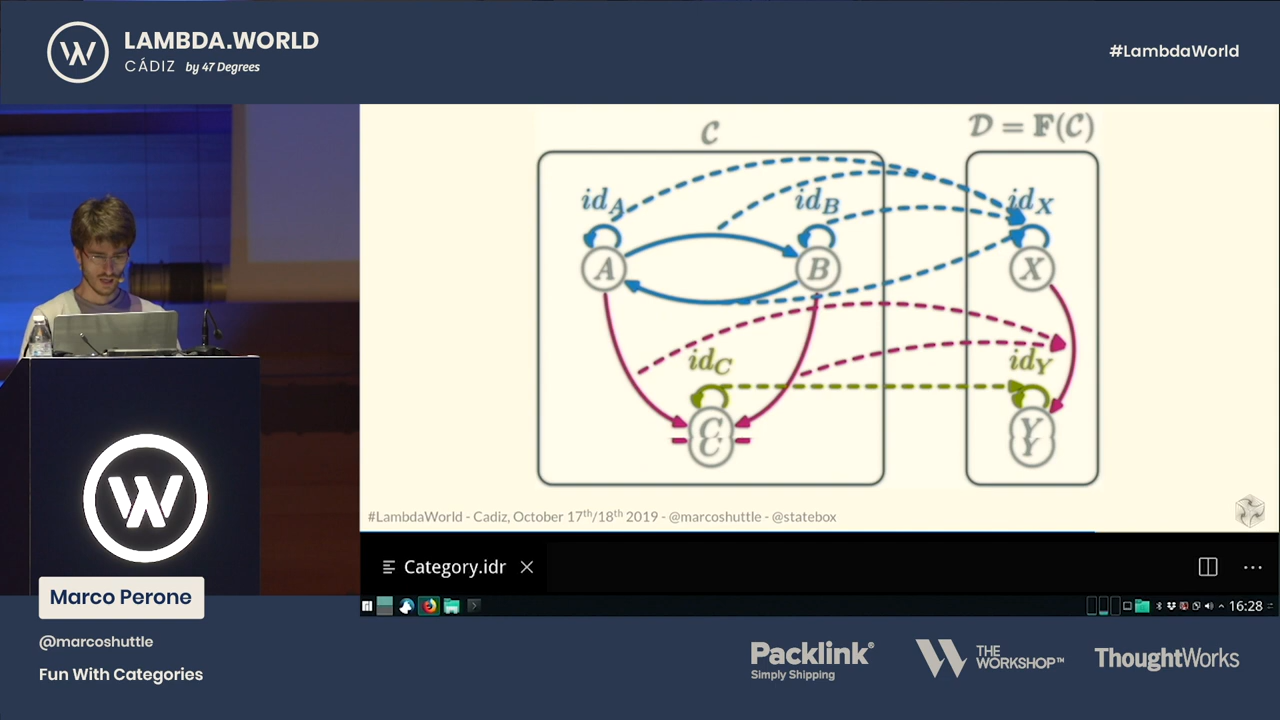 LAMBDA.WORLD
CÁDIZ by 47 Degrees
#LambdaWorld
C
D = F(C)
id_A
id_B
id_X
A
B
X
id_C
id_Y
C
C
Y
Y
#LambdaWorld - Cadiz, October 17th/18th 2019 - @marcoshuttle - @statebox
Category.idr
16:28
Marco Perone
@marcoshuttle
Fun With Categories
Packlink
Simply Shipping
THE
WORKSHOP™
ThoughtWorks